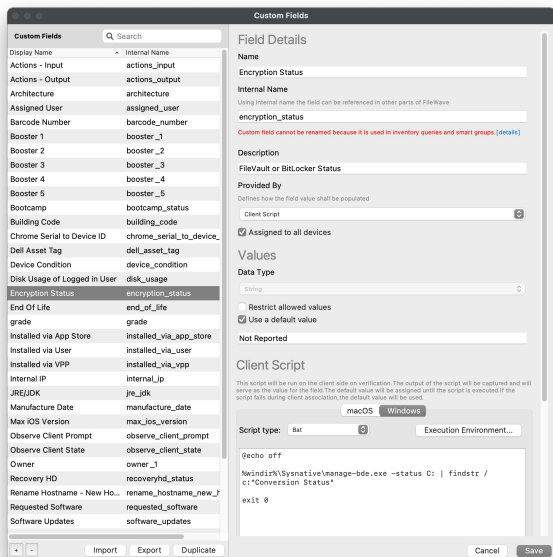 Custom Fields
Custom Fields
Search
Display Name Internal Name
Actions - Input actions_input
Actions - Output actions_output
Architecture architecture
Assigned User assigned_user
Barcode Number barcode_number
Booster 1 booster _1
Booster 2 booster _2
Booster 3 booster _3
Booster 4 booster _4
Booster 5 booster _5
Bootcamp bootcamp_status
Building Code building_code
Chrome Serial to Device ID chrome_serial_to_device_
Dell Asset Tag dell_asset_tag
Device Condition device_condition
Disk Usage of Logged in User disk_usage
Encryption Status encryption_status
End Of Life end_of_life
grade grade
Installed via App Store installed_via_app_store
Installed via User installed_via_user
Installed via VPP installed_via_vpp
Internal IP internal_ip
JRE/JDK jre_jdk
Manufacture Date manufacture_date
Max iOS Version max_ios_version
Observe Client Prompt observe_client_prompt
Observe Client State observe_client_state
Owner owner _1
Recovery HD recoveryhd_status
Rename Hostname - New Ho... rename_hostname_new_h
Requested Software requested_software
Software Updates software_updates
+ - Import Export Duplicate
Field Details
Name
Encryption Status
Internal Name
Using internal name the field can be referenced in other parts of FileWave
encryption_status
Custom field cannot be renamed because it is used in inventory queries and smart groups.[details]
Description
FileVault or BitLocker Status
Provided By
Defines how the field value shall be populated
Client Script
Assigned to all devices
Values
Data Type
String
Restrict allowed values
Use a default value
Not Reported
Client Script
This script will be run on the client side on verification.The output of the script will be captured and will
serve as the value for the field.The default value will be assigned until the script is executed.If the
script fails during client association,the default value will be used.
macOS Windows
Script type: Bat Execution Environment...
@echo off
%windir%\Sysnative\manage-bde.exe -status C: | findstr /
c:"Conversion Status"
exit 0
Cancel Save